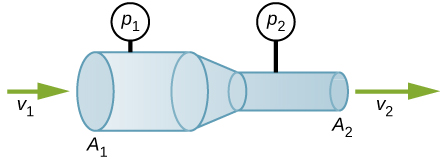 p₁
p₂
v₁
v₂
A₁
A₂